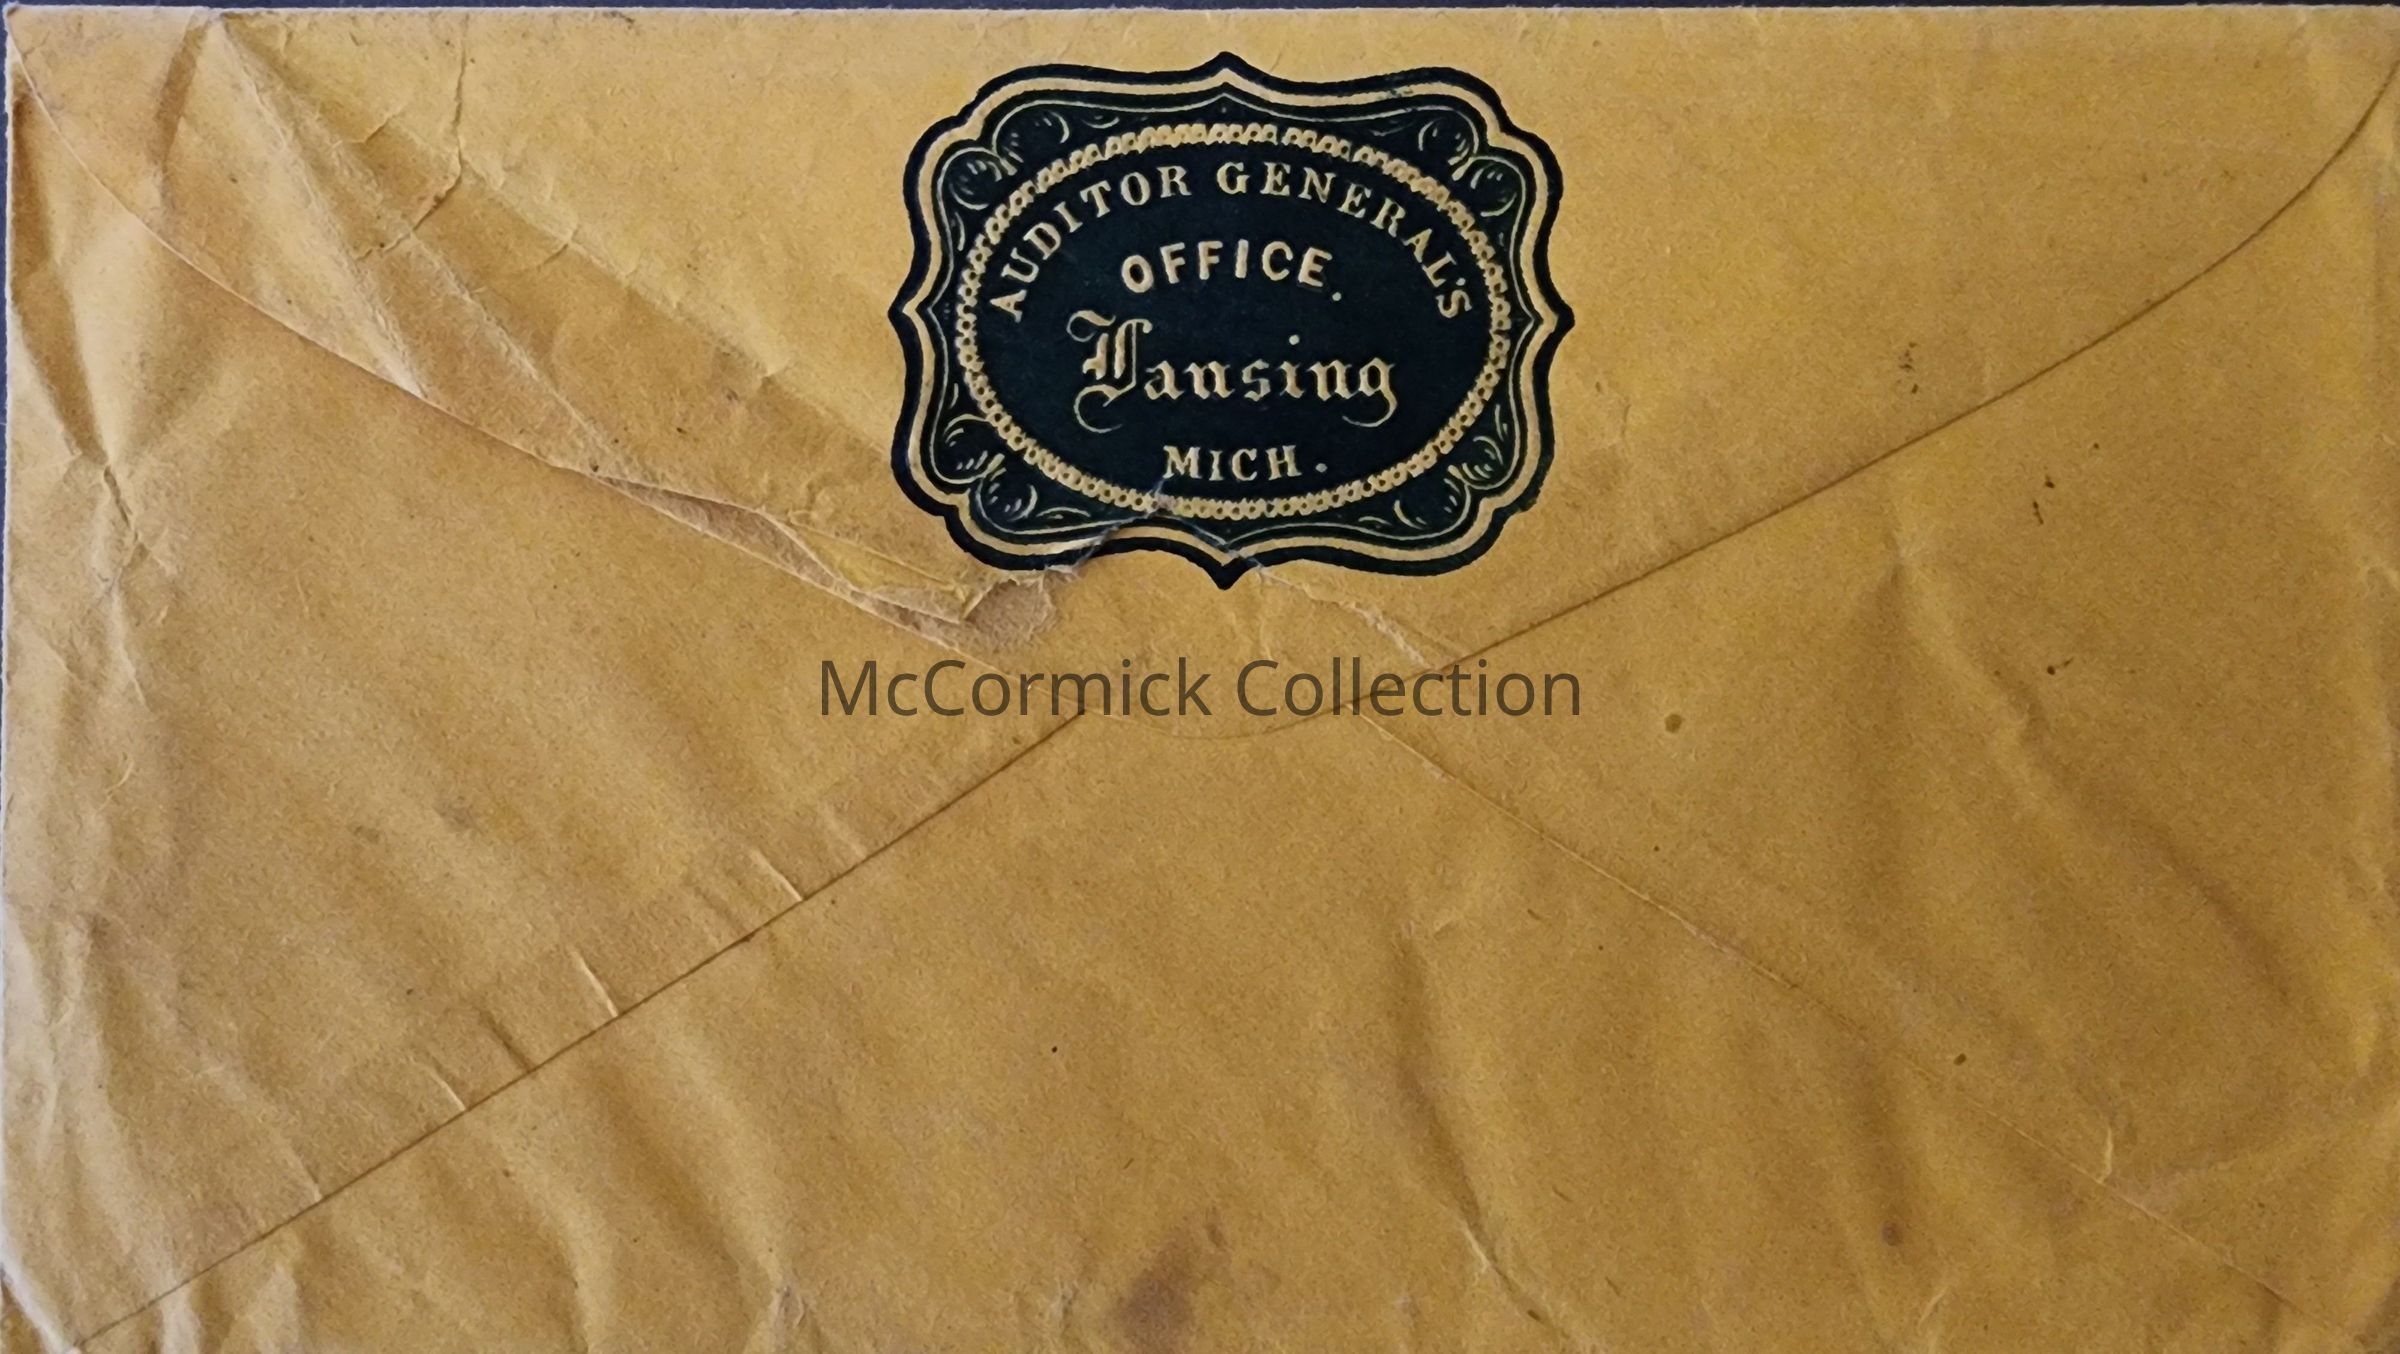 AUDITOR GENERAL'S
OFFICE.
Lansing
MICH.
McCormick Collection